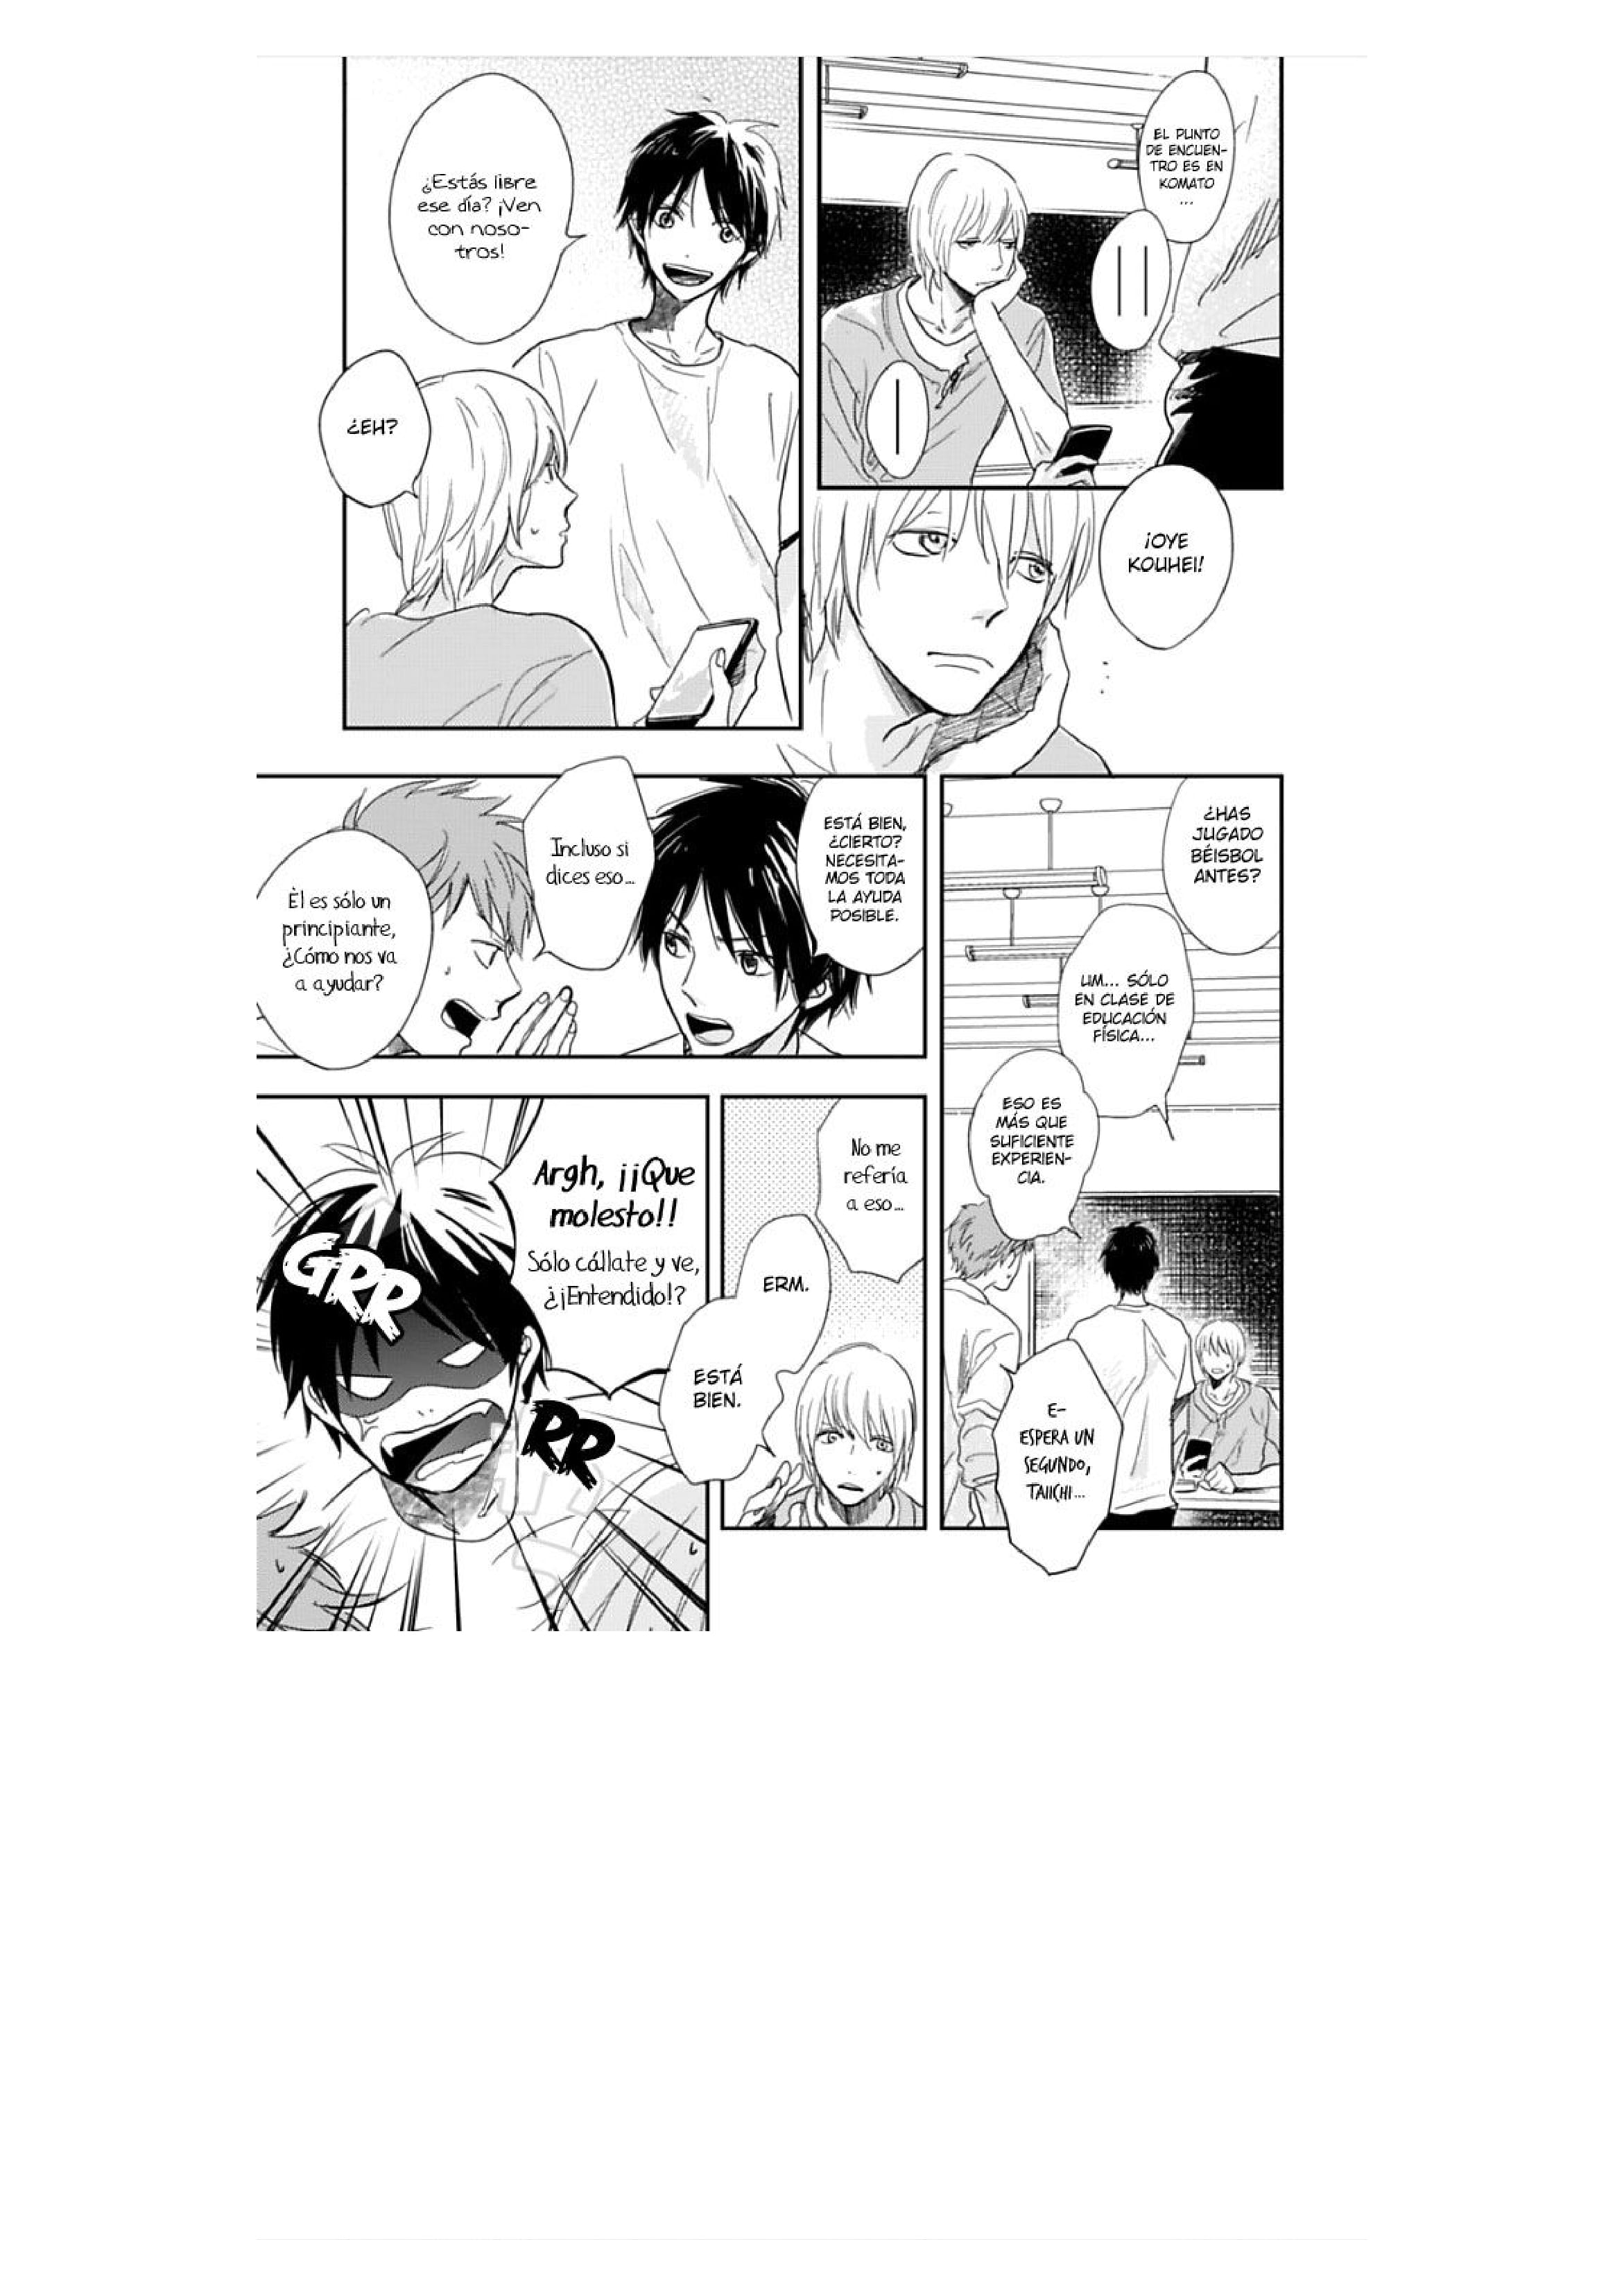 EL PUNTO
DE ENCUEN-
TRO ES EN
KOMATO
...
¡OYE
KOUHEI!
¿Estás libre
ese día? ¡Ven
con noso-
tros!
¿EH?
¿HAS
JUGADO
BÉISBOL
ANTES?
UM... SÓLO
EN CLASE DE
EDUCACIÓN
FÍSICA...
ESO ES
MÁS QUE
SUFICIENTE
EXPERIEN-
CIA.
E-
ESPERA UN
SEGUNDO,
TAIICHI...
ESTÁ BIEN,
¿CIERTO?
NECESITA-
MOS TODA
LA AYUDA
POSIBLE.
Incluso si
dices eso...
Èl es sólo un
principiante,
¿Cómo nos va
a ayudar?
No me
refería
a eso...
ERM.
ESTÁ
BIEN.
Argh, ¡¡Que
molesto!!
Sólo cállate y ve,
¿¡Entendido!?
GRR
RR